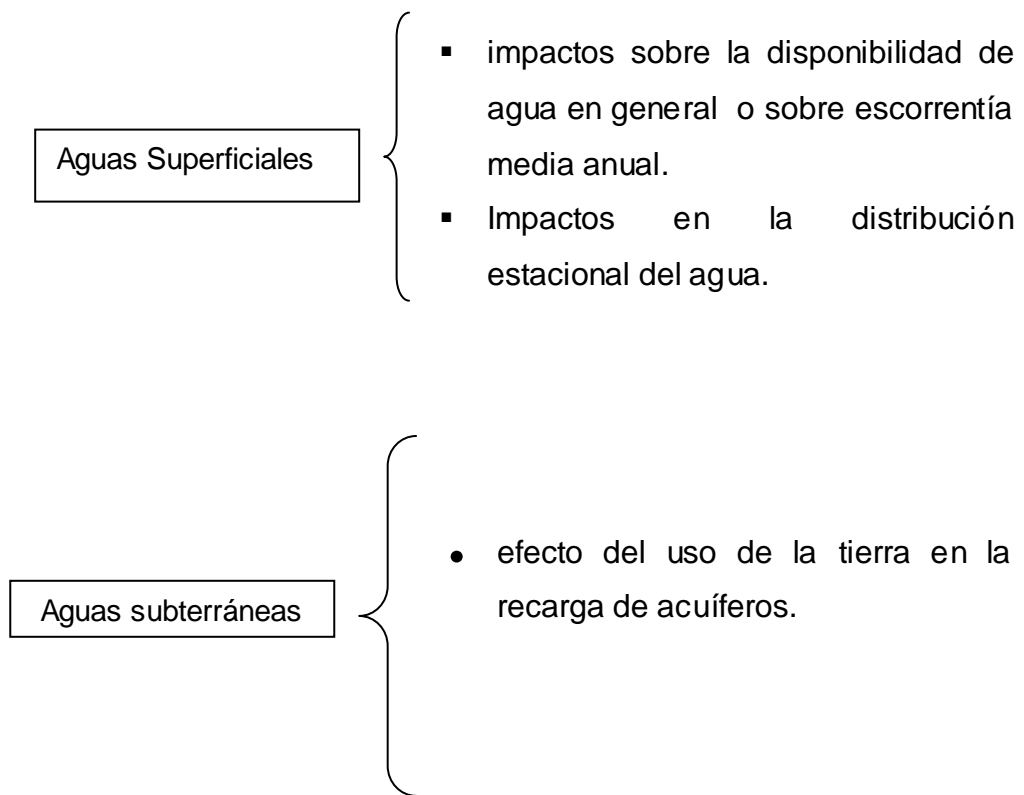 Aguas Superficiales
▪ impactos sobre la disponibilidad de
agua en general o sobre escorrentía
media anual.
▪ Impactos en la distribución
estacional del agua.
Aguas subterráneas
• efecto del uso de la tierra en la
recarga de acuíferos.